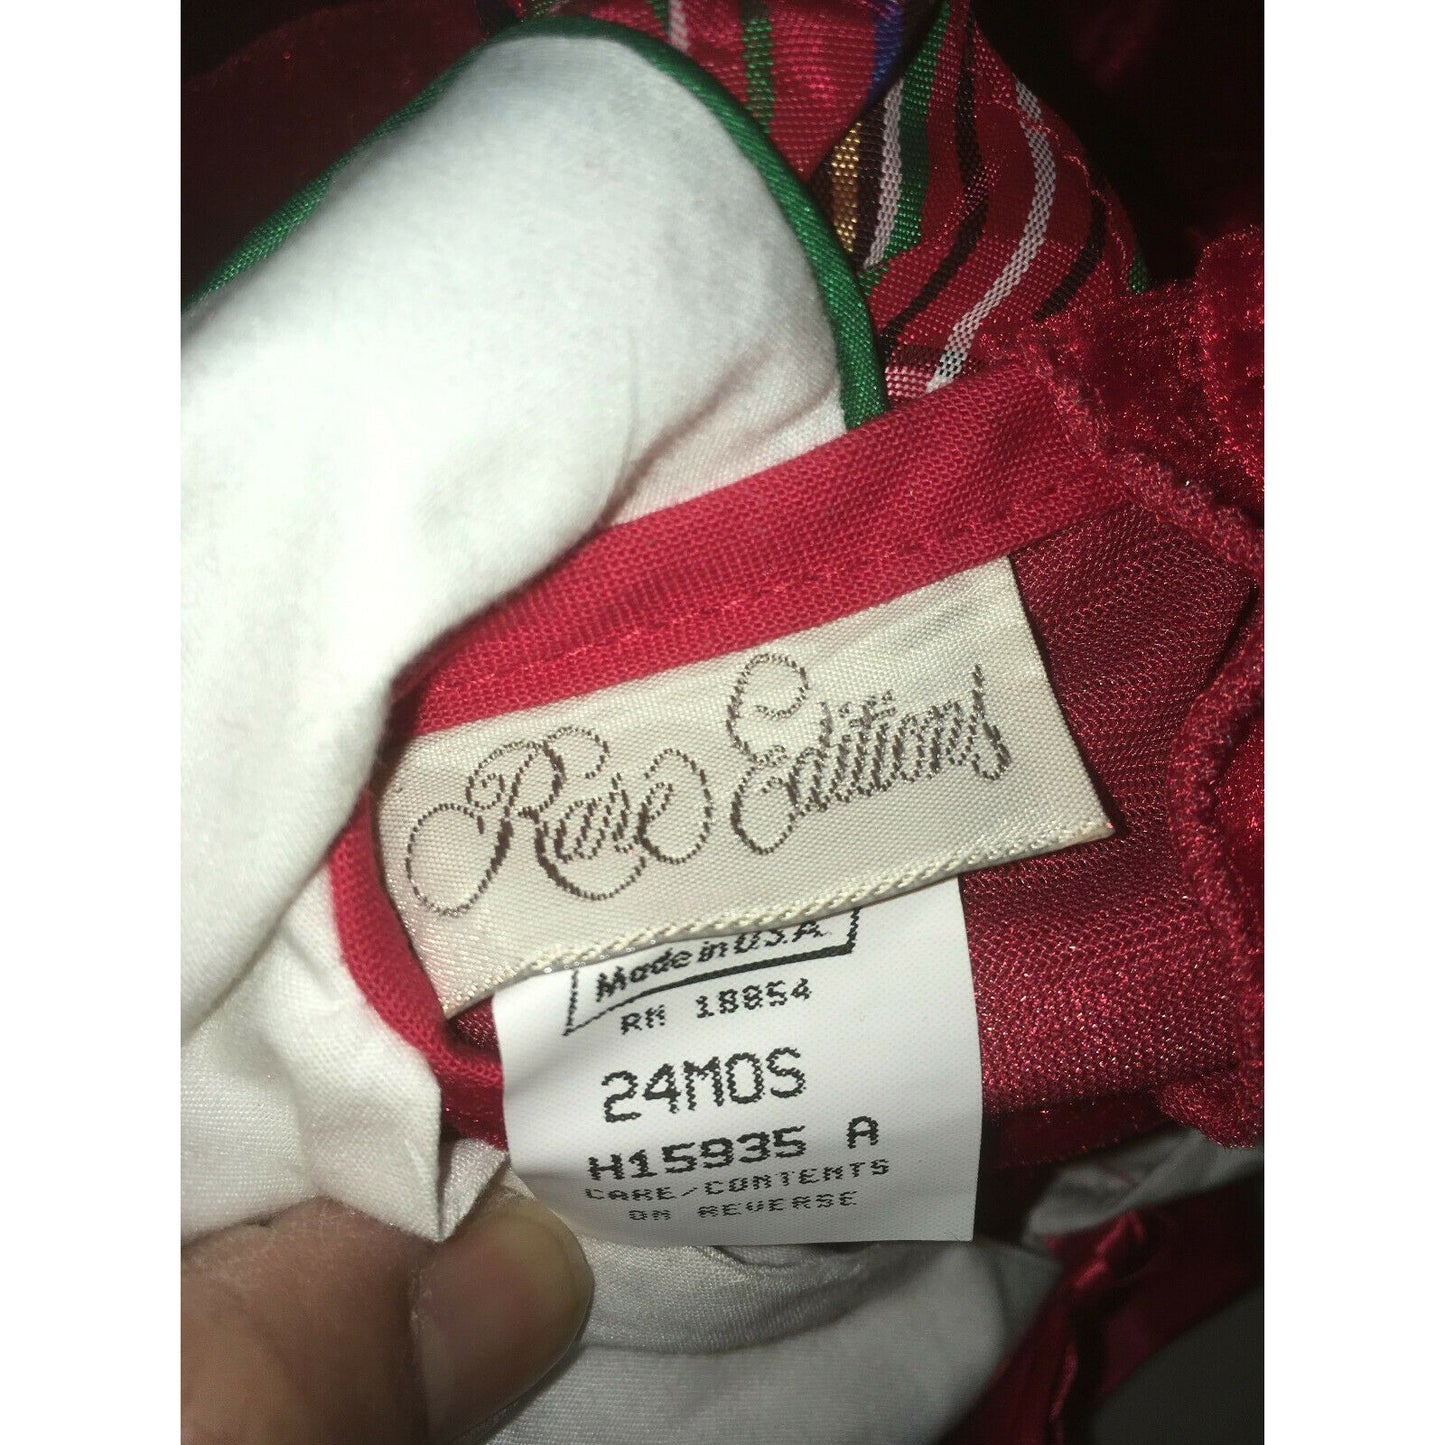 Rare Editions
Made in U.S.A.
RN 18854
24MOS
H15935 A
CARE/CONTENTS
ON REVERSE